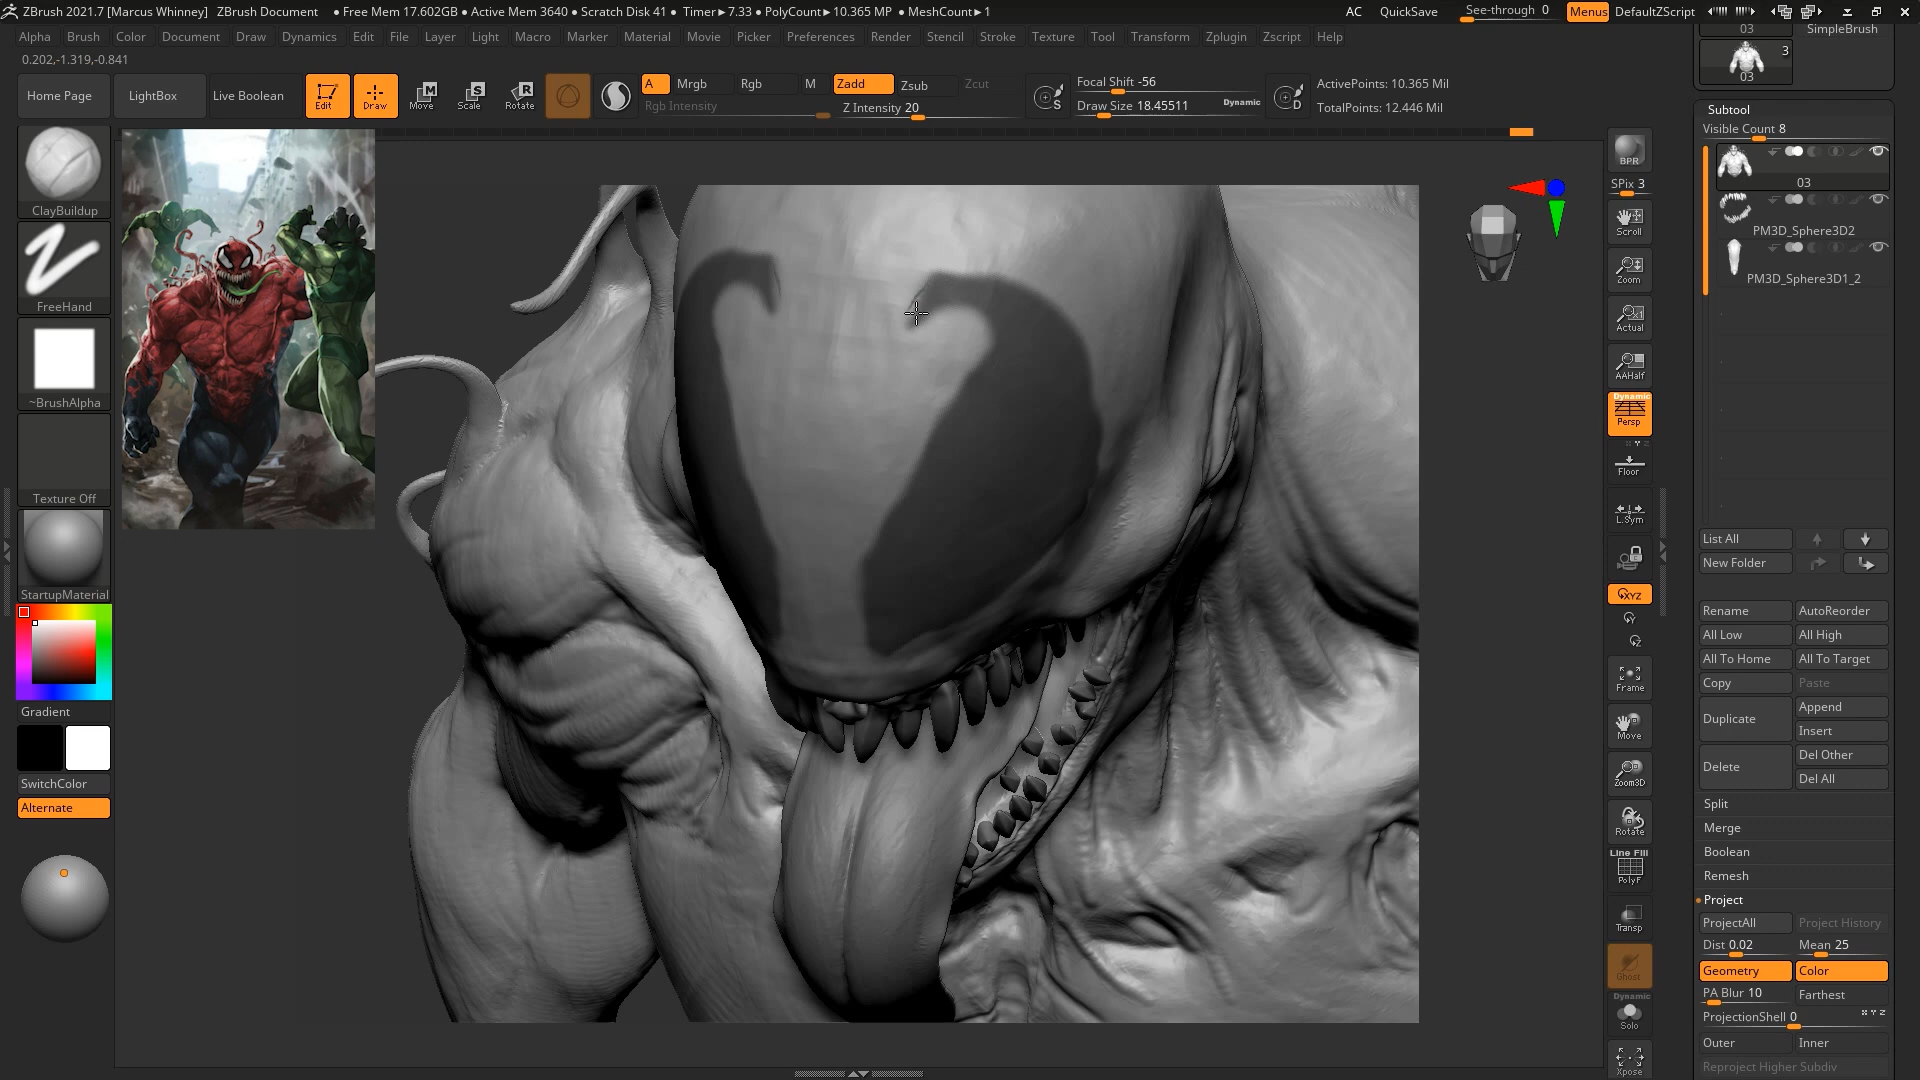 ZBrush 2021.7 [Marcus Whinney] ZBrush Document ● Free Mem 17.602GB ● Active Mem 3640 ● Scratch Disk 41 ● Timer►7.33 ● PolyCount►10.365 MP ● MeshCount►1 AC QuickSave See-through 0 Menus DefaultZScript
Alpha Brush Color Document Draw Dynamics Edit File Layer Light Macro Marker Material Movie Picker Preferences Render Stencil Stroke Texture Tool Transform Zplugin Zscript Help
0.202,-1.319,-0.841
Home Page LightBox Live Boolean Edit Draw Move Scale Rotate
A Mrgb Rgb M Zadd Zsub Zcut
Rgb Intensity Z Intensity 20
Focal Shift -56
Draw Size 18.45511 Dynamic
S
D
ActivePoints: 10.365 Mil
TotalPoints: 12.446 Mil
ClayBuildup
FreeHand
~BrushAlpha
Texture Off
StartupMaterial
Gradient
SwitchColor
Alternate
BPR
SPix 3
Scroll
Zoom
Actual
AAHalf
Dynamic
Persp
Floor
L.Sym
XYZ
Y
Z
Frame
Move
Zoom3D
Rotate
Line Fill
PolyF
Transp
Ghost
Dynamic
Solo
Xpose
03 SimpleBrush
3
03
Subtool
Visible Count 8
03
PM3D_Sphere3D2
PM3D_Sphere3D1_2
List All
New Folder
Rename AutoReorder
All Low All High
All To Home All To Target
Copy Paste
Duplicate Append
Insert
Delete Del Other
Del All
Split
Merge
Boolean
Remesh
Project
ProjectAll Project History
Dist 0.02 Mean 25
Geometry Color
PA Blur 10 Farthest
ProjectionShell 0 X Y Z
Outer Inner
Reproject Higher Subdiv